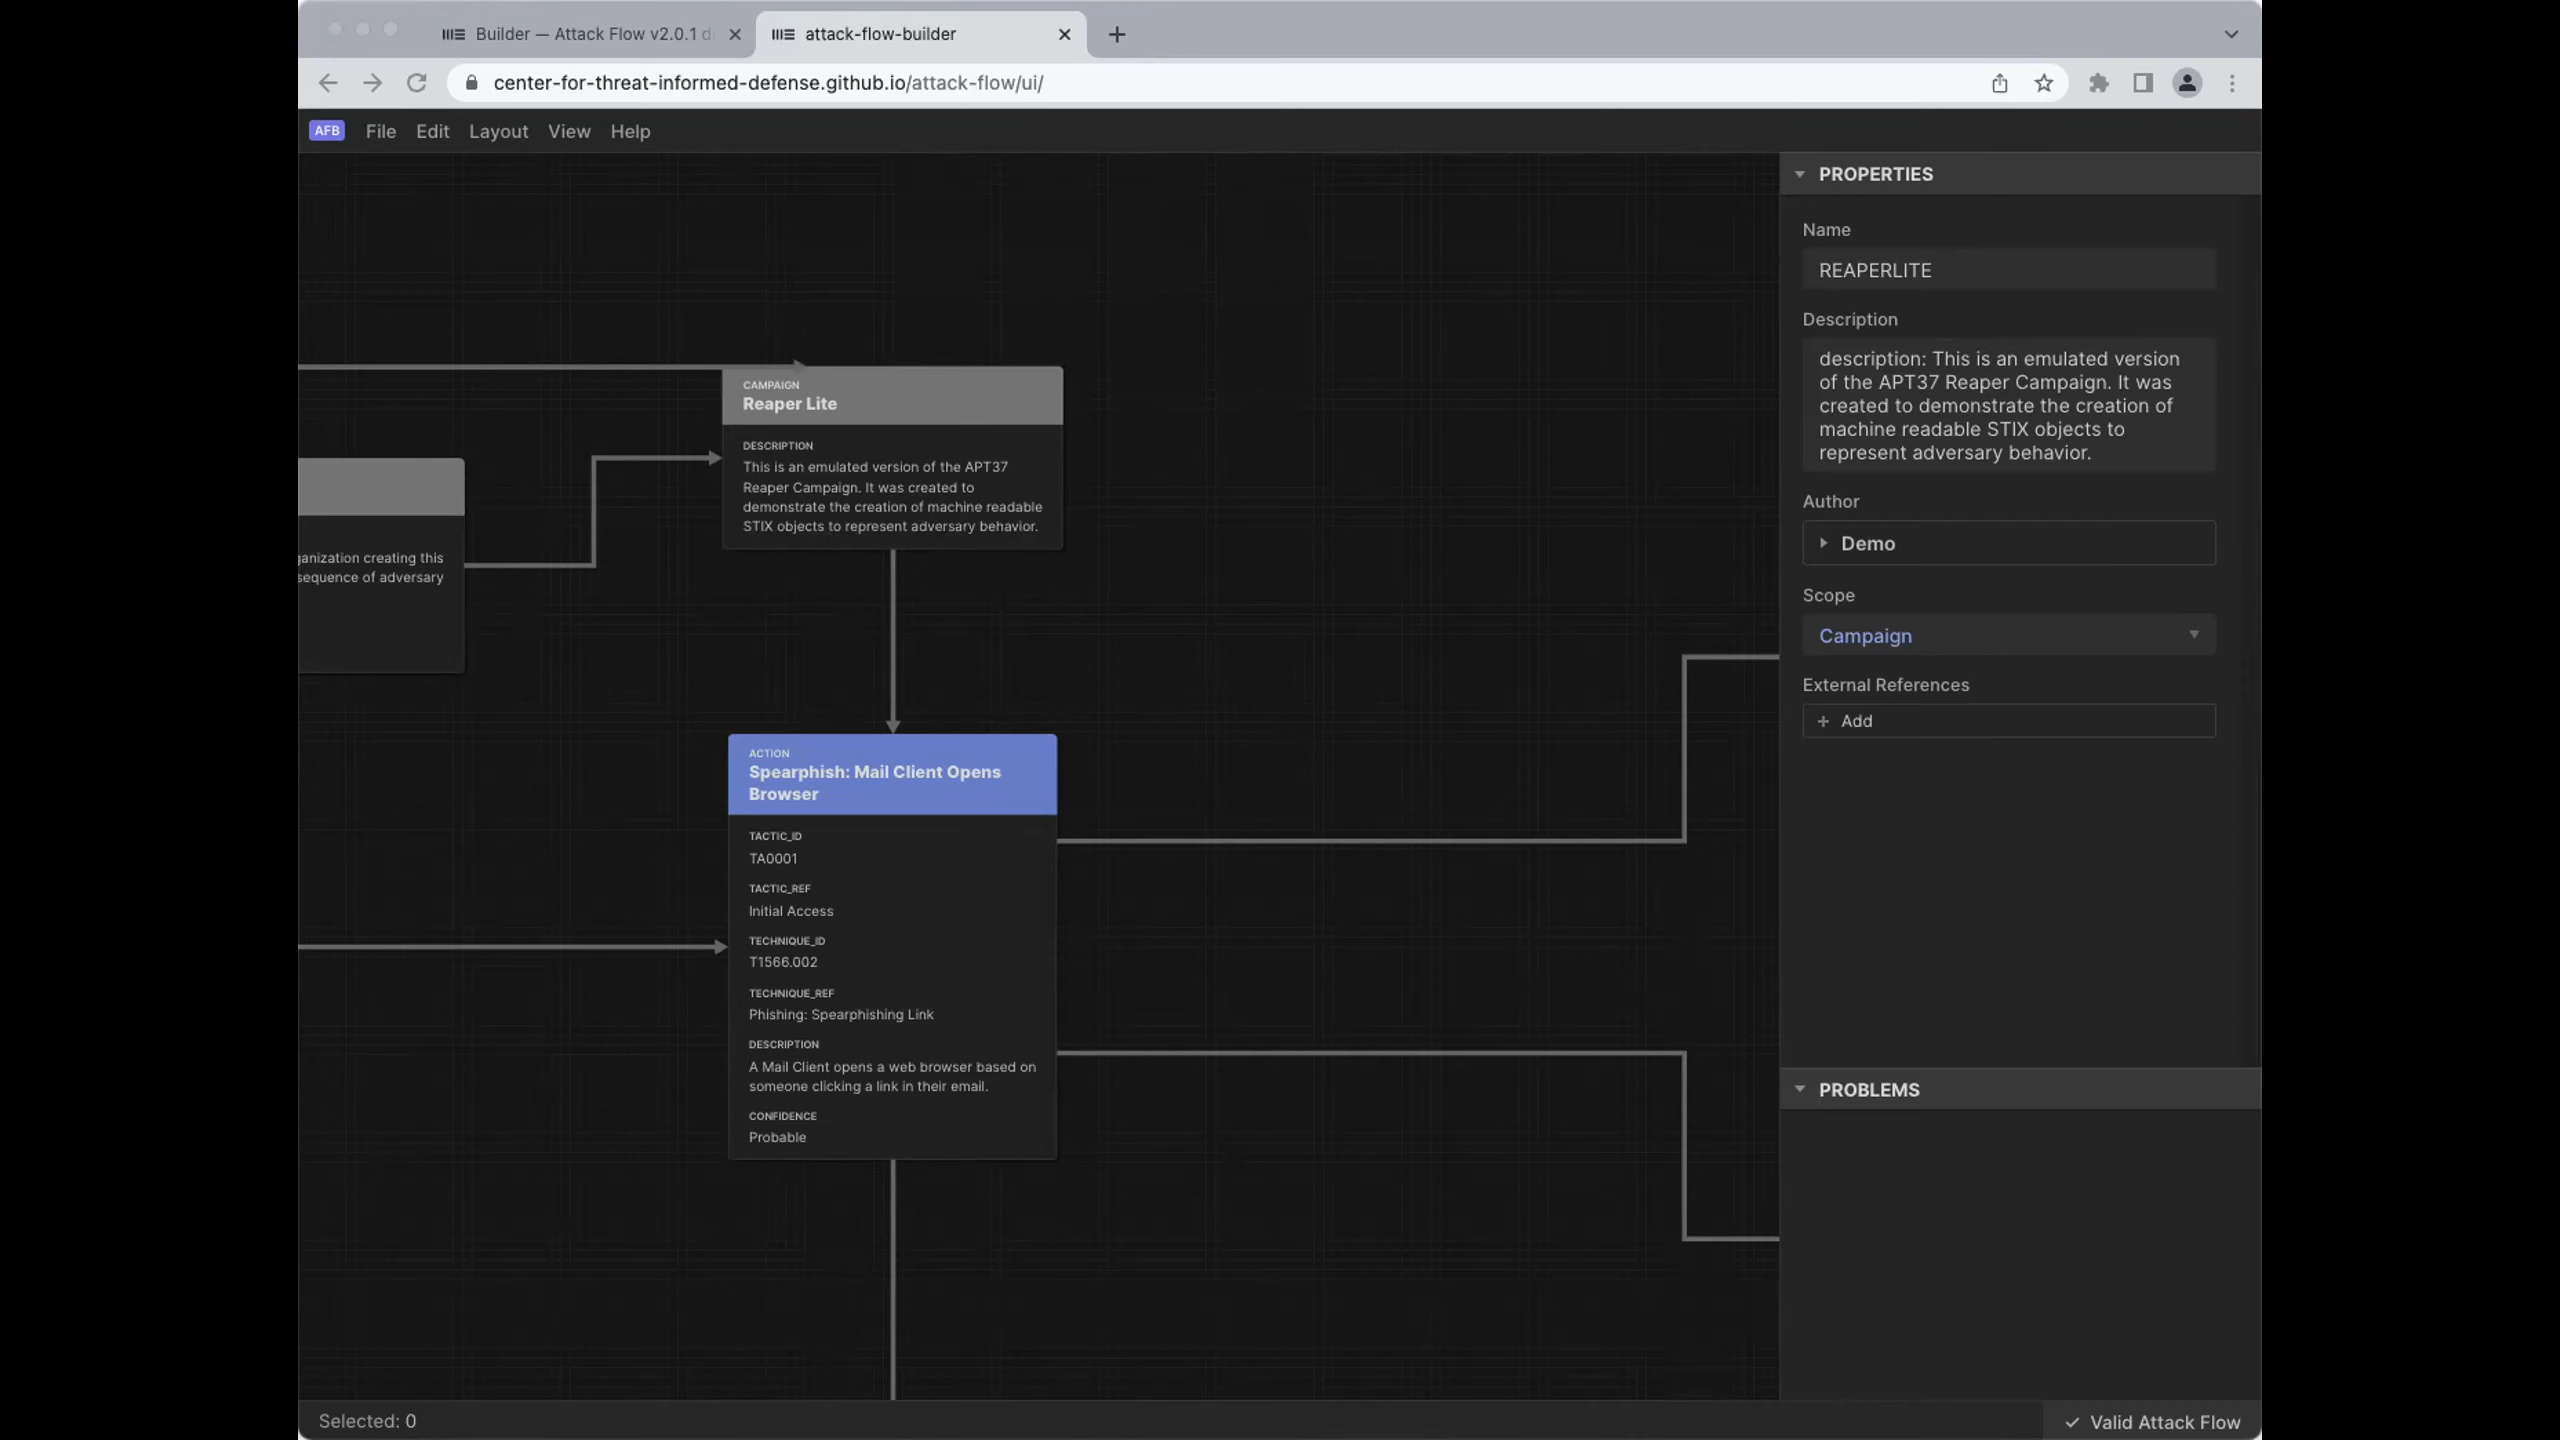 Builder — Attack Flow v2.0.1 d
attack-flow-builder
center-for-threat-informed-defense.github.io/attack-flow/ui/
AFB File Edit Layout View Help
CAMPAIGN
Reaper Lite
DESCRIPTION
This is an emulated version of the APT37
Reaper Campaign. It was created to
demonstrate the creation of machine readable
STIX objects to represent adversary behavior.
ganization creating this
sequence of adversary
ACTION
Spearphish: Mail Client Opens
Browser
TACTIC_ID
TA0001
TACTIC_REF
Initial Access
TECHNIQUE_ID
T1566.002
TECHNIQUE_REF
Phishing: Spearphishing Link
DESCRIPTION
A Mail Client opens a web browser based on
someone clicking a link in their email.
CONFIDENCE
Probable
PROPERTIES
Name
REAPERLITE
Description
description: This is an emulated version
of the APT37 Reaper Campaign. It was
created to demonstrate the creation of
machine readable STIX objects to
represent adversary behavior.
Author
Demo
Scope
Campaign
External References
+ Add
PROBLEMS
Selected: 0
Valid Attack Flow